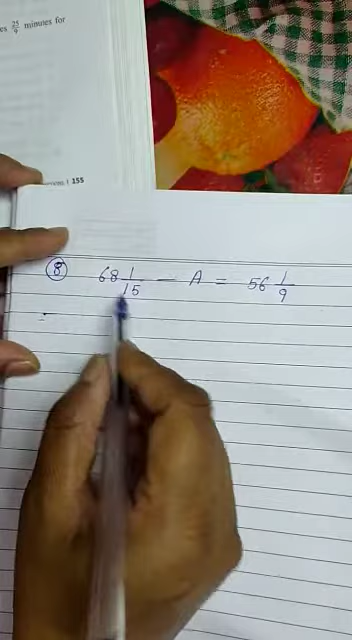 es 25/9 minutes for
155
⑧ 68 1/15 — A = 56 1/9